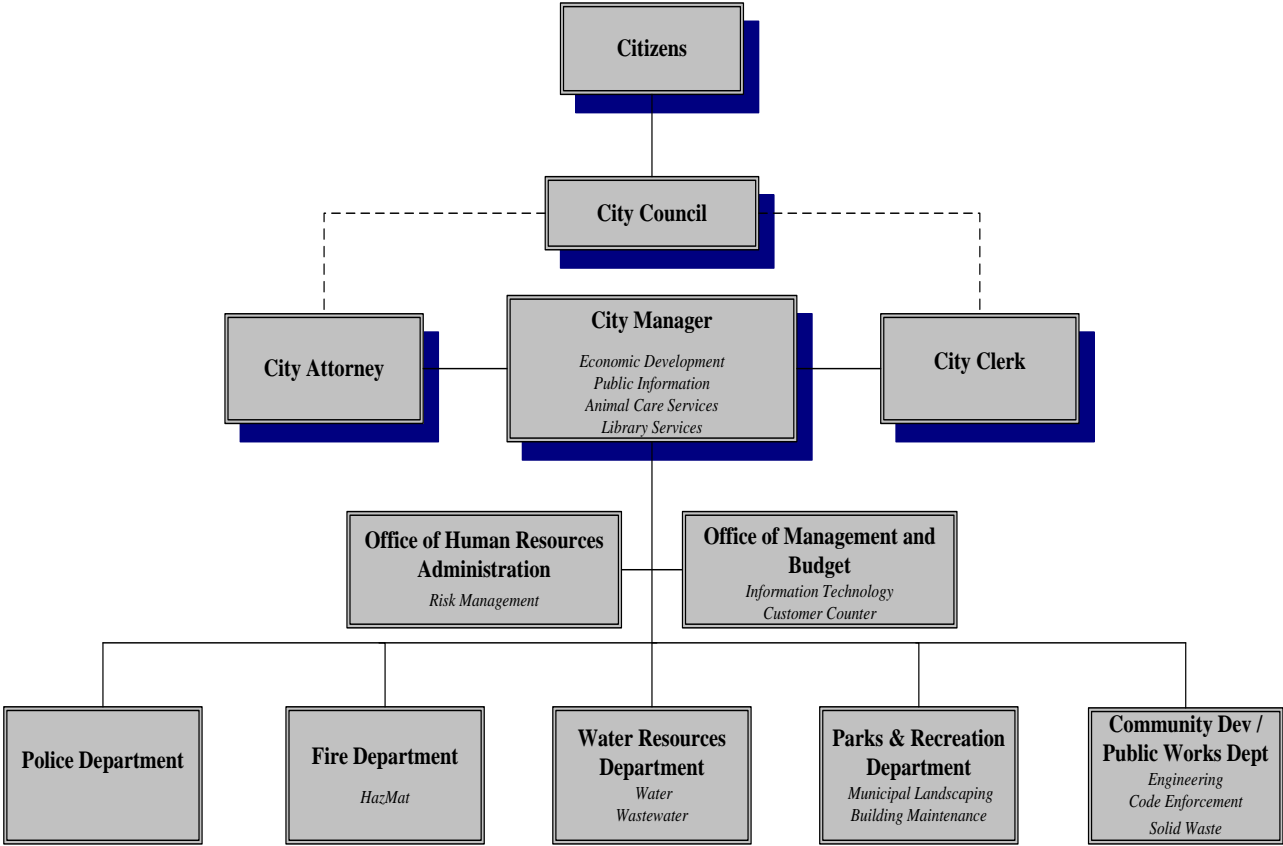 Citizens
City Council
City Attorney
City Manager
Economic Development
Public Information
Animal Care Services
Library Services
City Clerk
Office of Human Resources
Administration
Risk Management
Office of Management and
Budget
Information Technology
Customer Counter
Police Department
Fire Department
HazMat
Water Resources
Department
Water
Wastewater
Parks & Recreation
Department
Municipal Landscaping
Building Maintenance
Community Dev /
Public Works Dept
Engineering
Code Enforcement
Solid Waste